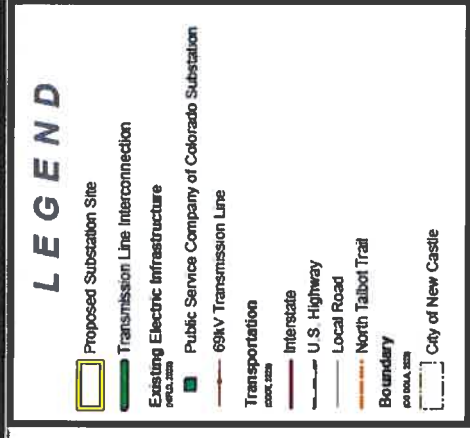 LEGEND
Proposed Substation Site
Transmission Line Interconnection
Existing Electric Infrastructure
Public Service Company of Colorado Substation
69kV Transmission Line
Transportation
Interstate
U.S. Highway
Local Road
North Talbot Trail
Boundary
City of New Castle